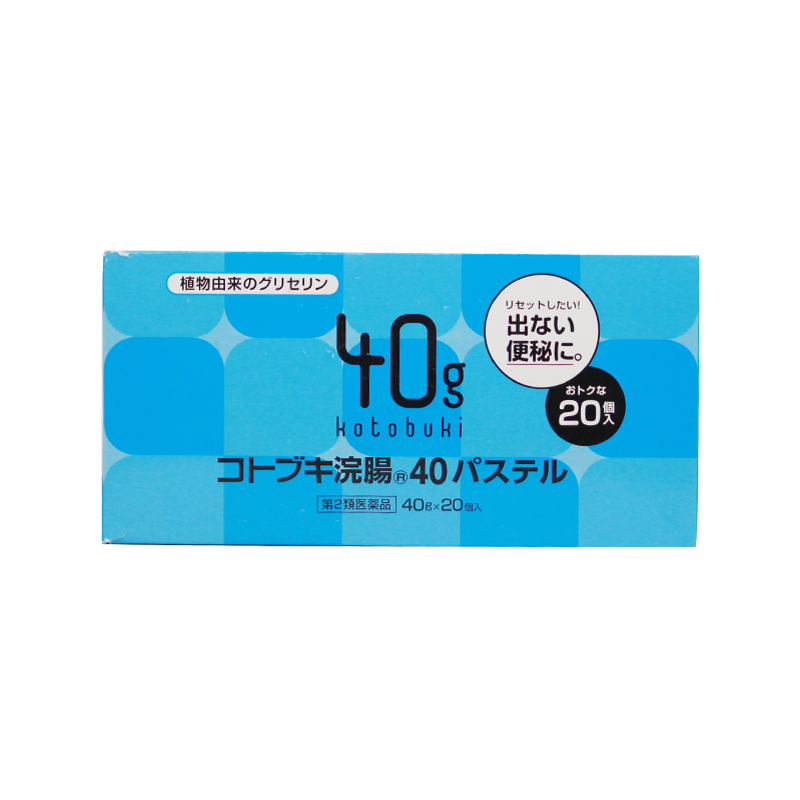 植物由来のグリセリン
リセットしたい!
出ない
便秘に。
おトクな
20個入
40g
kotobuki
コトブキ浣腸®40パステル
第2類医薬品 40g×20個入